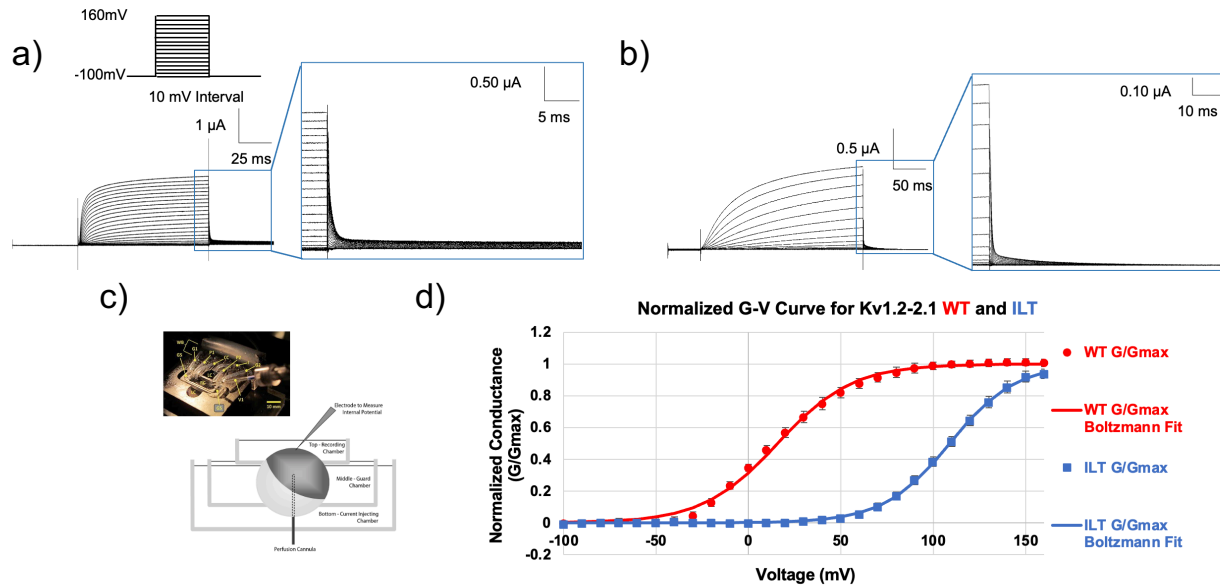 a)
160mV
-100mV
10 mV Interval
1 µA
25 ms
0.50 µA
5 ms
b)
0.5 µA
50 ms
0.10 µA
10 ms
c)
10 mm
V1
Electrode to Measure
Internal Potential
Top - Recording
Chamber
Middle - Guard
Chamber
Bottom - Current Injecting
Chamber
Perfusion Cannula
d)
Normalized G-V Curve for Kv1.2-2.1 WT and ILT
Normalized Conductance
(G/Gmax)
1.2
1
0.8
0.6
0.4
0.2
0
-0.2
-100
-50
0
50
100
150
Voltage (mV)
WT G/Gmax
WT G/Gmax
Boltzmann Fit
ILT G/Gmax
ILT G/Gmax
Boltzmann Fit